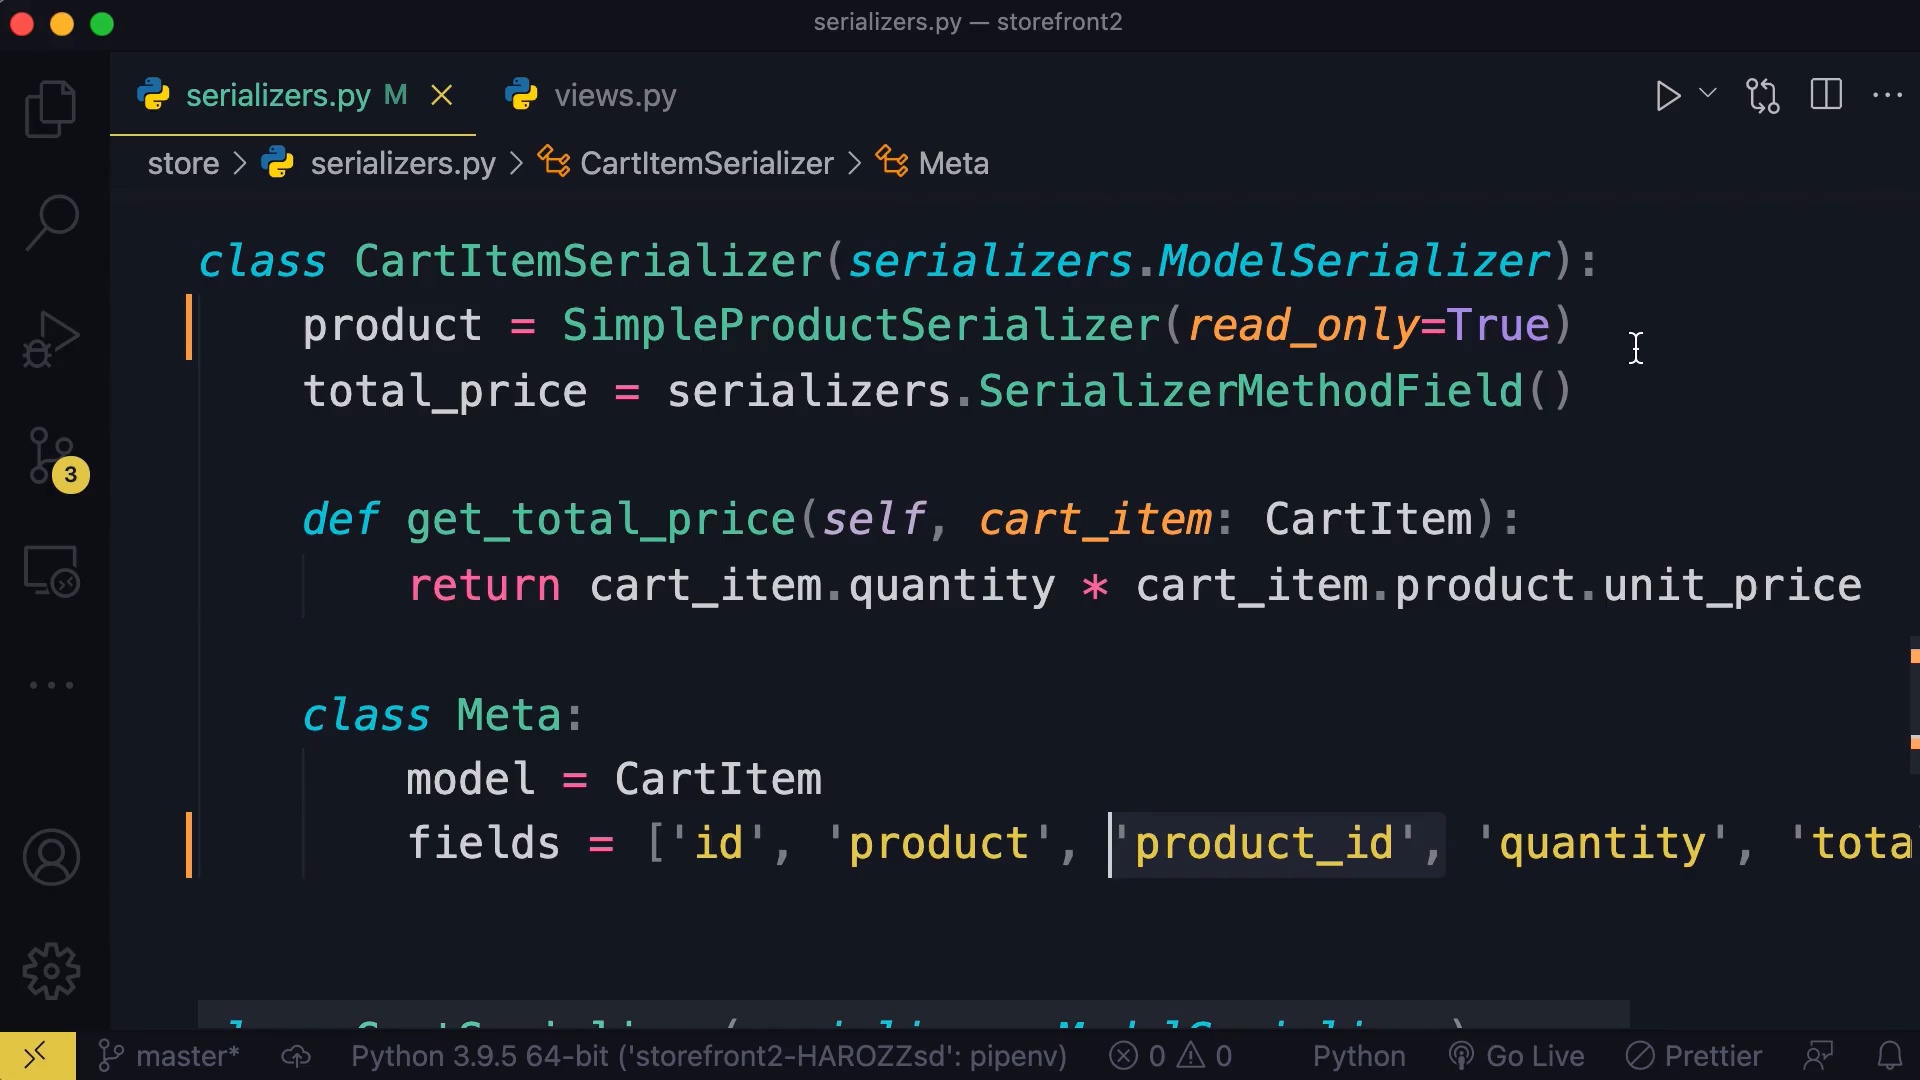 serializers.py — storefront2
serializers.py M views.py
store > serializers.py > CartItemSerializer > Meta
class CartItemSerializer(serializers.ModelSerializer):
product = SimpleProductSerializer(read_only=True)
total_price = serializers.SerializerMethodField()
def get_total_price(self, cart_item: CartItem):
return cart_item.quantity * cart_item.product.unit_price
class Meta:
model = CartItem
fields = ['id', 'product', 'product_id', 'quantity', 'tota
3
master* Python 3.9.5 64-bit ('storefront2-HAROZZsd': pipenv) 0 0 Python Go Live Prettier